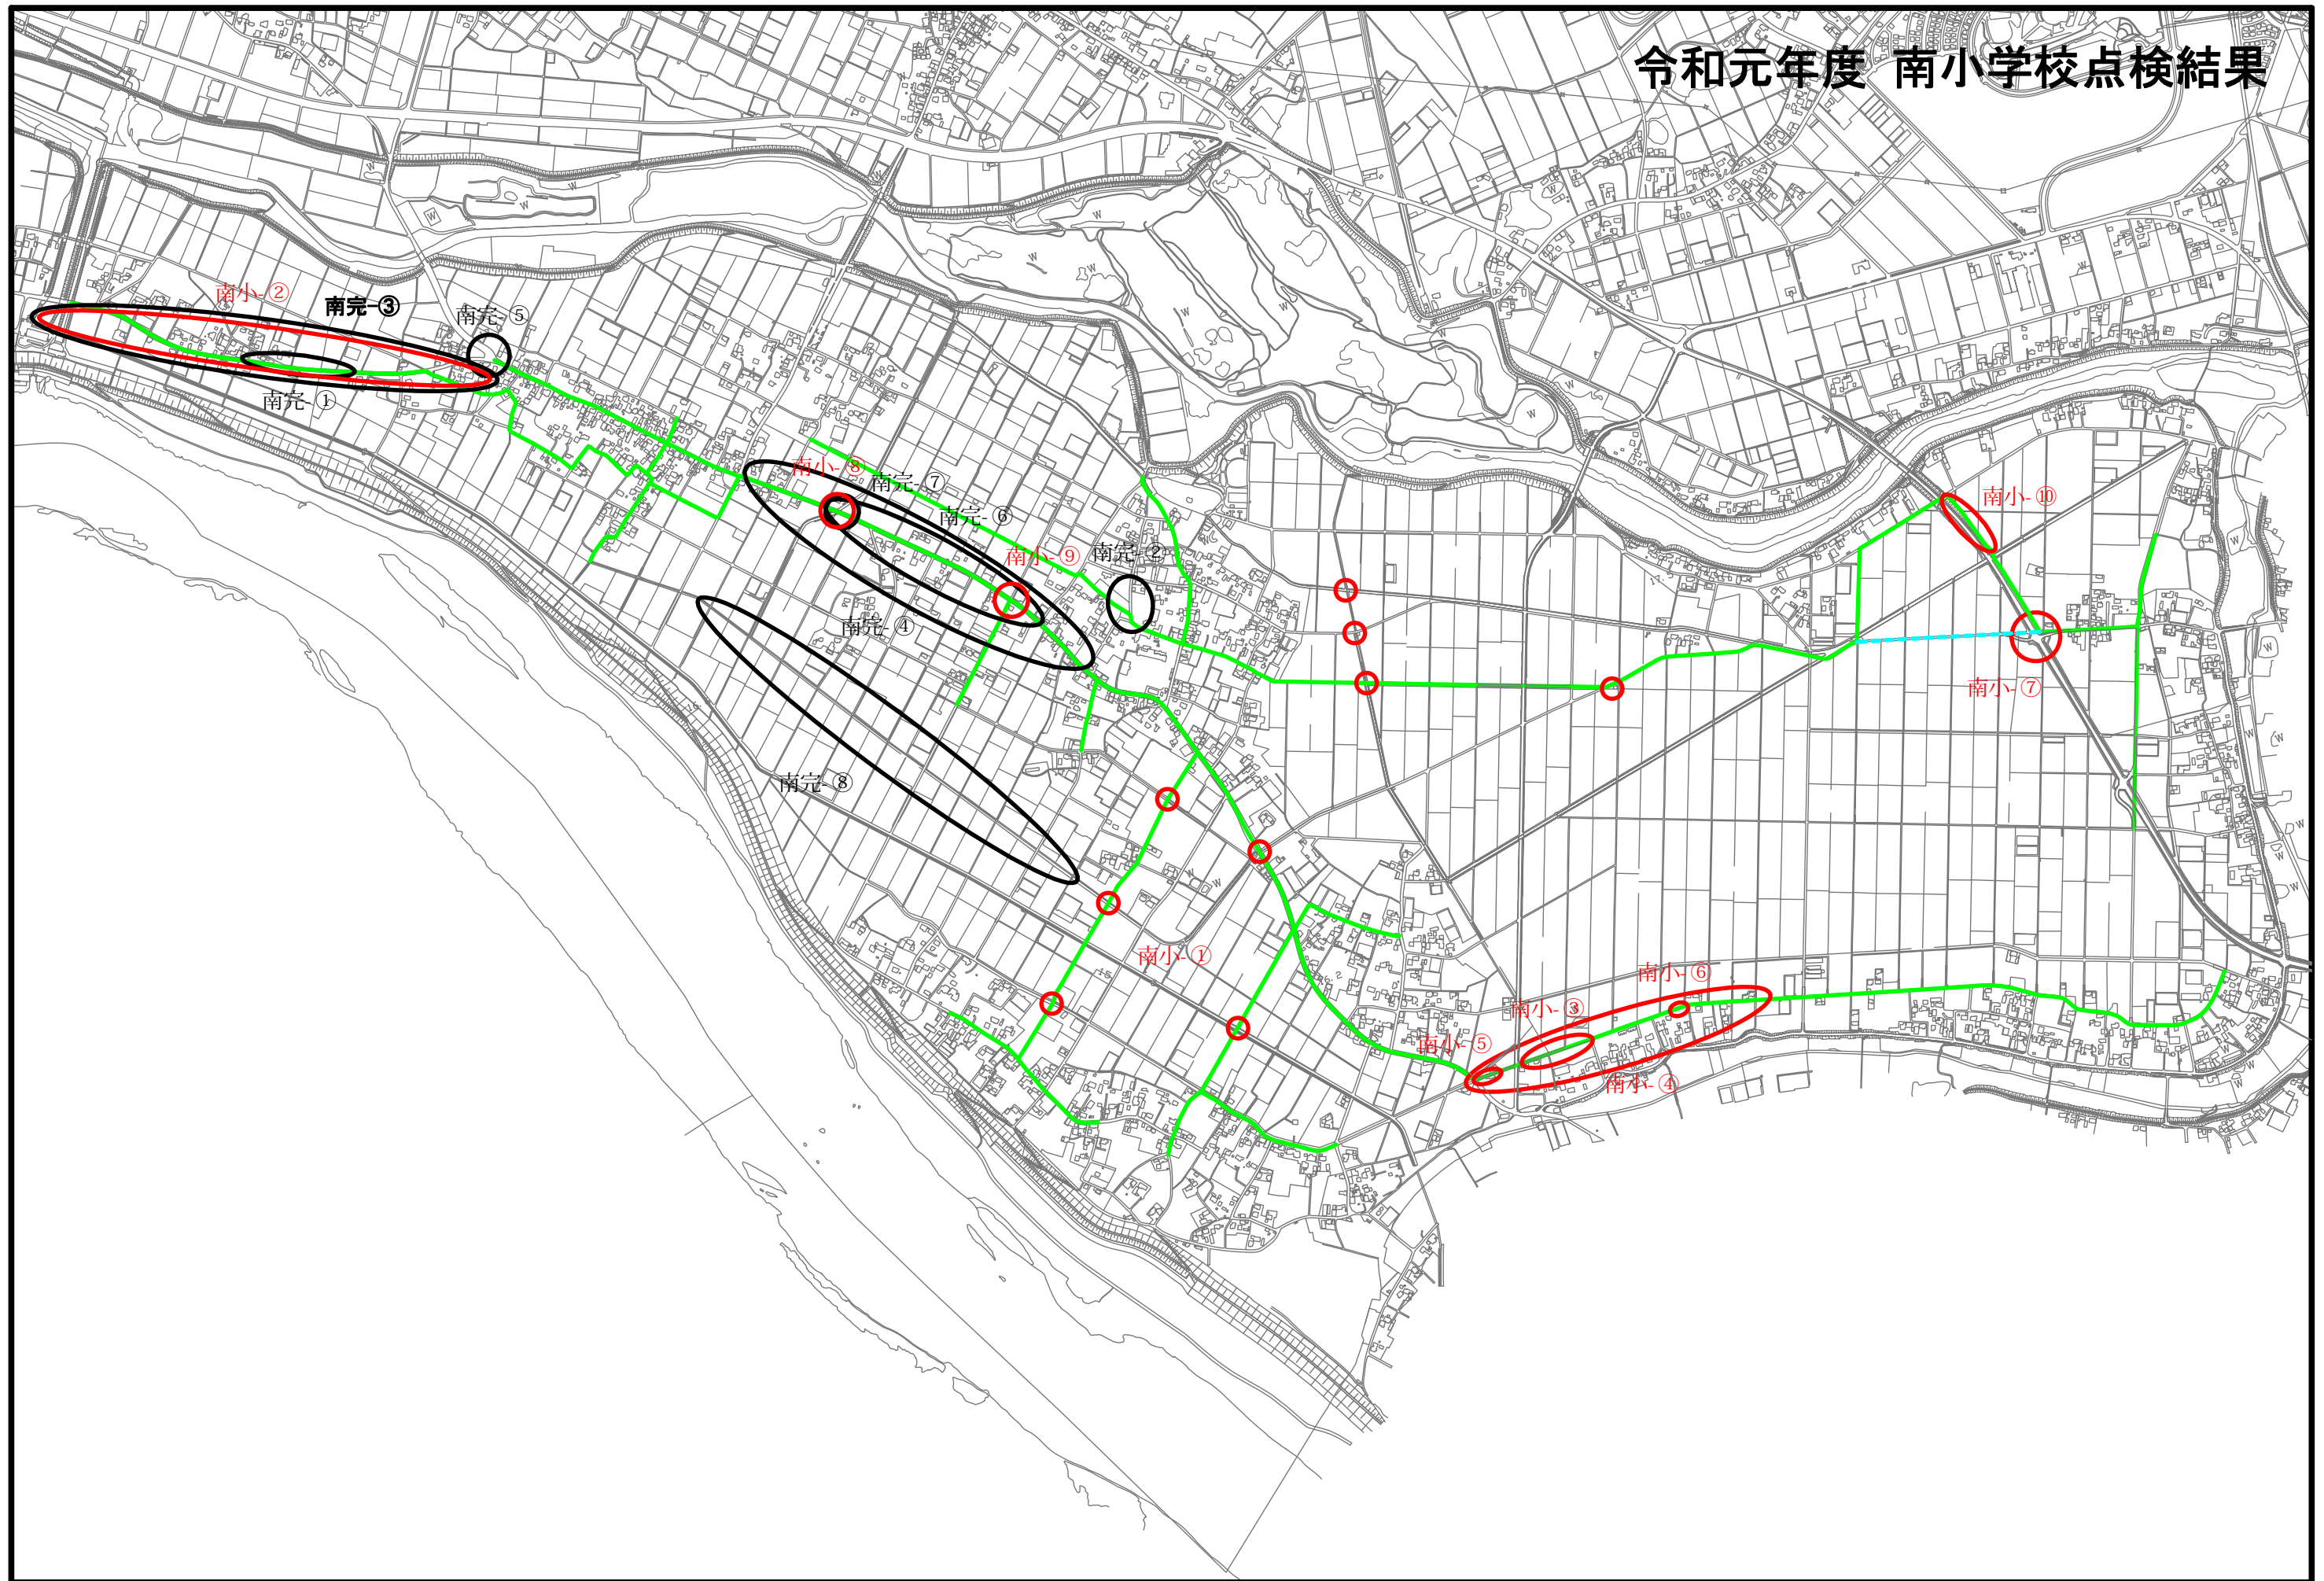 令和元年度 南小学校点検結果
南小-②
南完-③
南完-⑤
南完-①
南小-⑧
南完-⑦
南完-⑥
南小-⑨
南完-②
南小-⑩
南完-④
南小-⑦
南完-⑧
南小-①
南小-⑥
南小-③
南小-⑤
南小-④